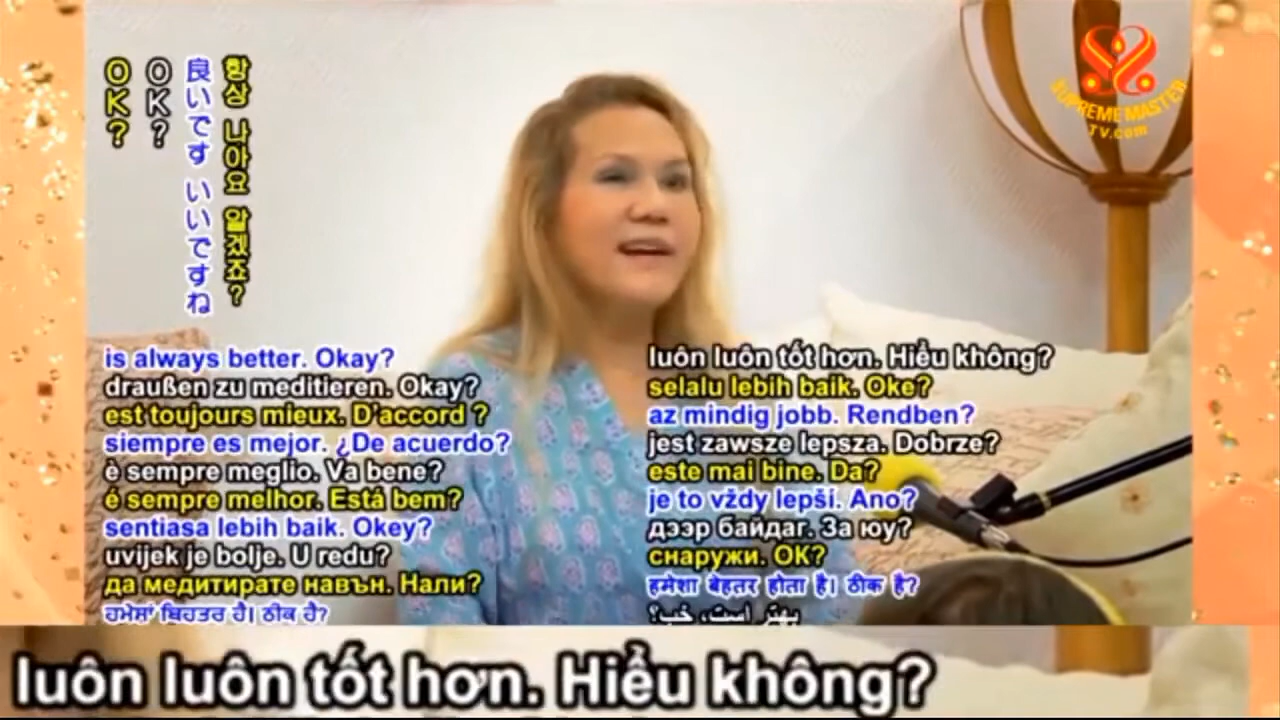 OK?
OK?
良いです いいですね
항상 나아요 알겠죠?
SUPREME MASTER
TV.com
is always better. Okay?
draußen zu meditieren. Okay?
est toujours mieux. D'accord ?
siempre es mejor. ¿De acuerdo?
è sempre meglio. Va bene?
é sempre melhor. Está bem?
sentiasa lebih baik. Okey?
uvijek je bolje. U redu?
да медитирате навън. Нали?
ਹਮੇਸਾਂ ਬਿਹਤਰ ਹੈ। ਠੀਕ ਹੈ?
luôn luôn tốt hơn. Hiểu không?
selalu lebih baik. Oke?
az mindig jobb. Rendben?
jest zawsze lepsza. Dobrze?
este mai bine. Da?
je to vždy lepší. Ano?
дээр байдаг. За юу?
снаружи. ОК?
हमेशा बेहतर होता है। ठीक है?
بهتر است، خب؟
luôn luôn tốt hơn. Hiểu không?